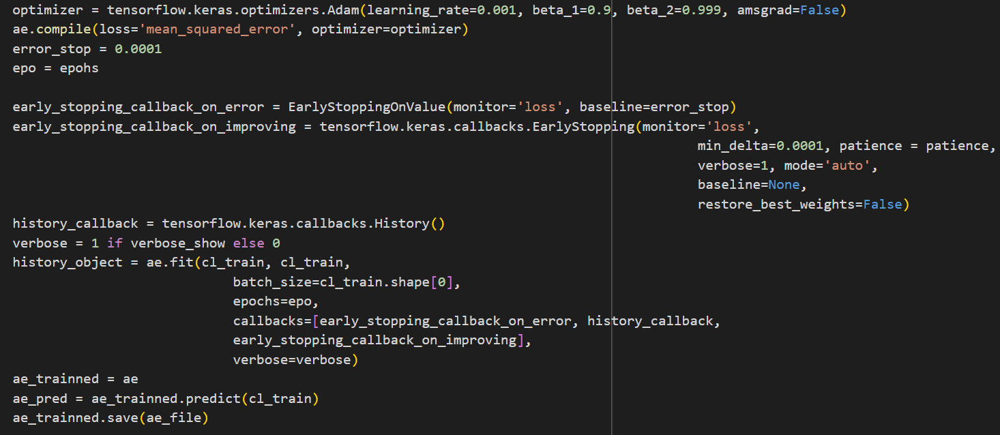 optimizer = tensorflow.keras.optimizers.Adam(learning_rate=0.001, beta_1=0.9, beta_2=0.999, amsgrad=False)
ae.compile(loss='mean_squared_error', optimizer=optimizer)
error_stop = 0.0001
epo = epohs
early_stopping_callback_on_error = EarlyStoppingOnValue(monitor='loss', baseline=error_stop)
early_stopping_callback_on_improving = tensorflow.keras.callbacks.EarlyStopping(monitor='loss',
min_delta=0.0001, patience = patience,
verbose=1, mode='auto',
baseline=None,
restore_best_weights=False)
history_callback = tensorflow.keras.callbacks.History()
verbose = 1 if verbose_show else 0
history_object = ae.fit(cl_train, cl_train,
batch_size=cl_train.shape[0],
epochs=epo,
callbacks=[early_stopping_callback_on_error, history_callback,
early_stopping_callback_on_improving],
verbose=verbose)
ae_trainned = ae
ae_pred = ae_trainned.predict(cl_train)
ae_trainned.save(ae_file)